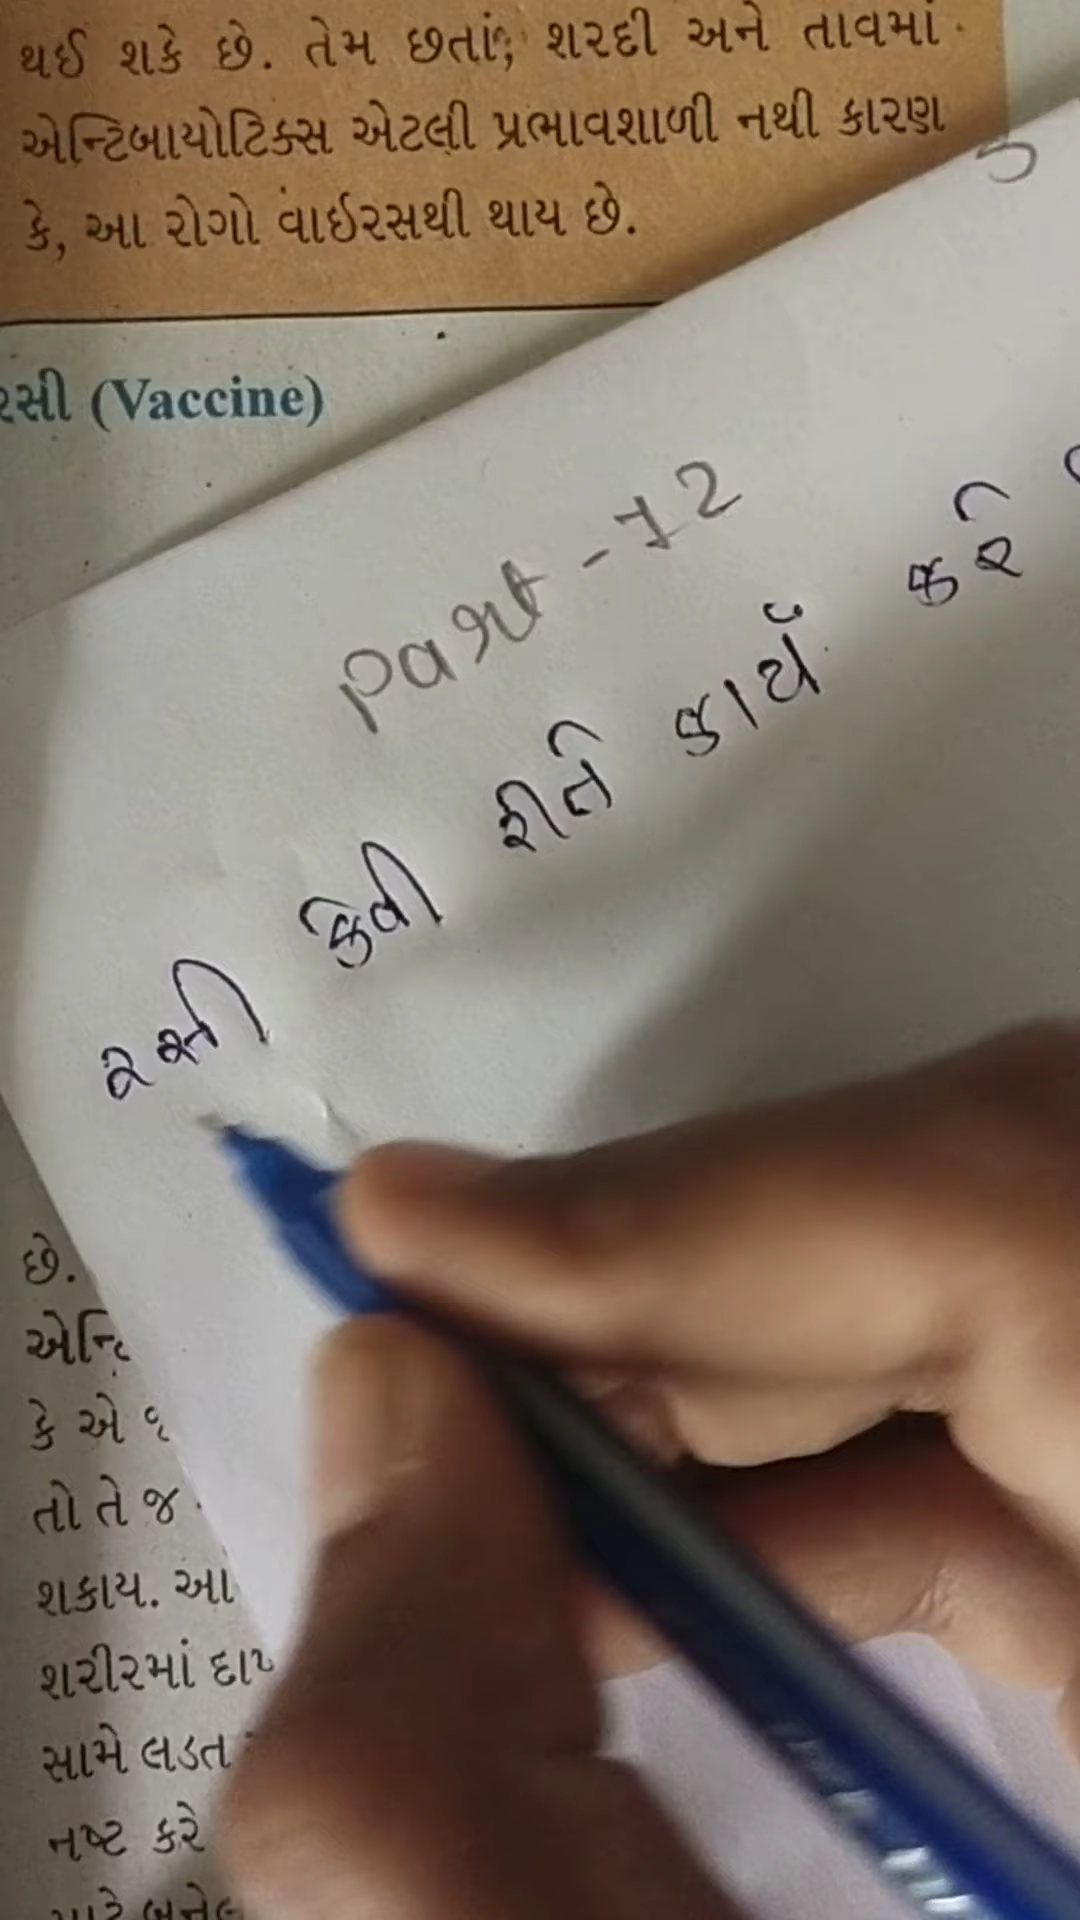 થઈ શકે છે. તેમ છતાં, શરદી અને તાવમાં
એન્ટિબાયોટિક્સ એટલી પ્રભાવશાળી નથી કારણ
કે, આ રોગો વાઈરસથી થાય છે.
રસી (Vaccine)
part - 12
રસી કેવી રીતે કાર્ય કરે
છે.
એન્ટિ
કે એ
તો તે જ
શકાય. આ
શરીરમાં
સામે લડત
નષ્ટ કરે
માટે બનેલ